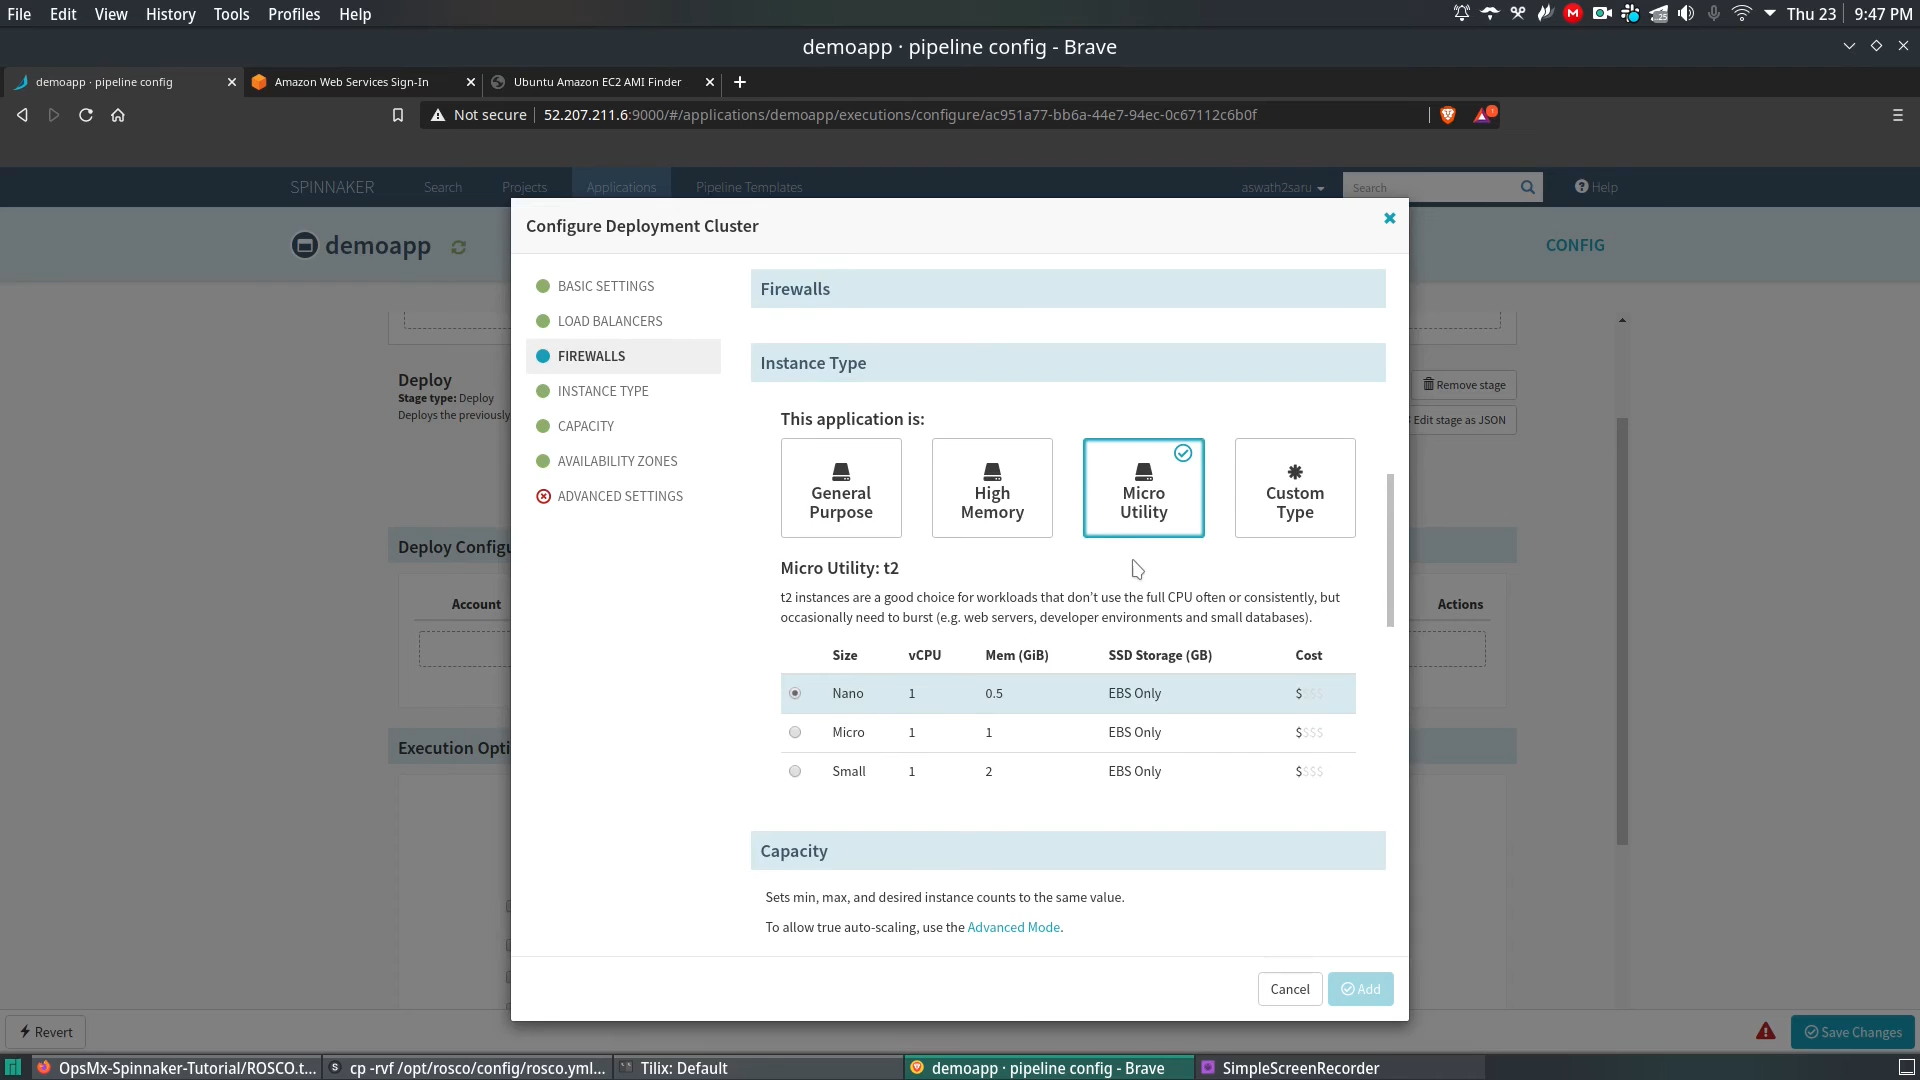 File Edit View History Tools Profiles Help
25 Thu 23 9:47 PM
demoapp · pipeline config - Brave
demoapp · pipeline config Amazon Web Services Sign-In Ubuntu Amazon EC2 AMI Finder
Not secure 52.207.211.6:9000/#/applications/demoapp/executions/configure/ac951a77-bb6a-44e7-94ec-0c67112c6b0f
SPINNAKER Search Projects Applications Pipeline Templates aswath2saru Search Help
demoapp
CONFIG
Configure Deployment Cluster
BASIC SETTINGS
LOAD BALANCERS
FIREWALLS
INSTANCE TYPE
CAPACITY
AVAILABILITY ZONES
ADVANCED SETTINGS
Firewalls
Instance Type
This application is:
General Purpose
High Memory
Micro Utility
Custom Type
Micro Utility: t2
t2 instances are a good choice for workloads that don't use the full CPU often or consistently, but
occasionally need to burst (e.g. web servers, developer environments and small databases).
Size vCPU Mem (GiB) SSD Storage (GB) Cost
Nano 1 0.5 EBS Only $$$$
Micro 1 1 EBS Only $$$$
Small 1 2 EBS Only $$$$
Capacity
Sets min, max, and desired instance counts to the same value.
To allow true auto-scaling, use the Advanced Mode.
Cancel Add
Deploy
Stage type: Deploy
Deploys the previously
Remove stage
Edit stage as JSON
Deploy Configu
Account
Actions
Execution Opti
Revert
Save Changes
OpsMx-Spinnaker-Tutorial/ROSCO.t... cp -rvf /opt/rosco/config/rosco.yml... Tilix: Default demoapp · pipeline config - Brave SimpleScreenRecorder